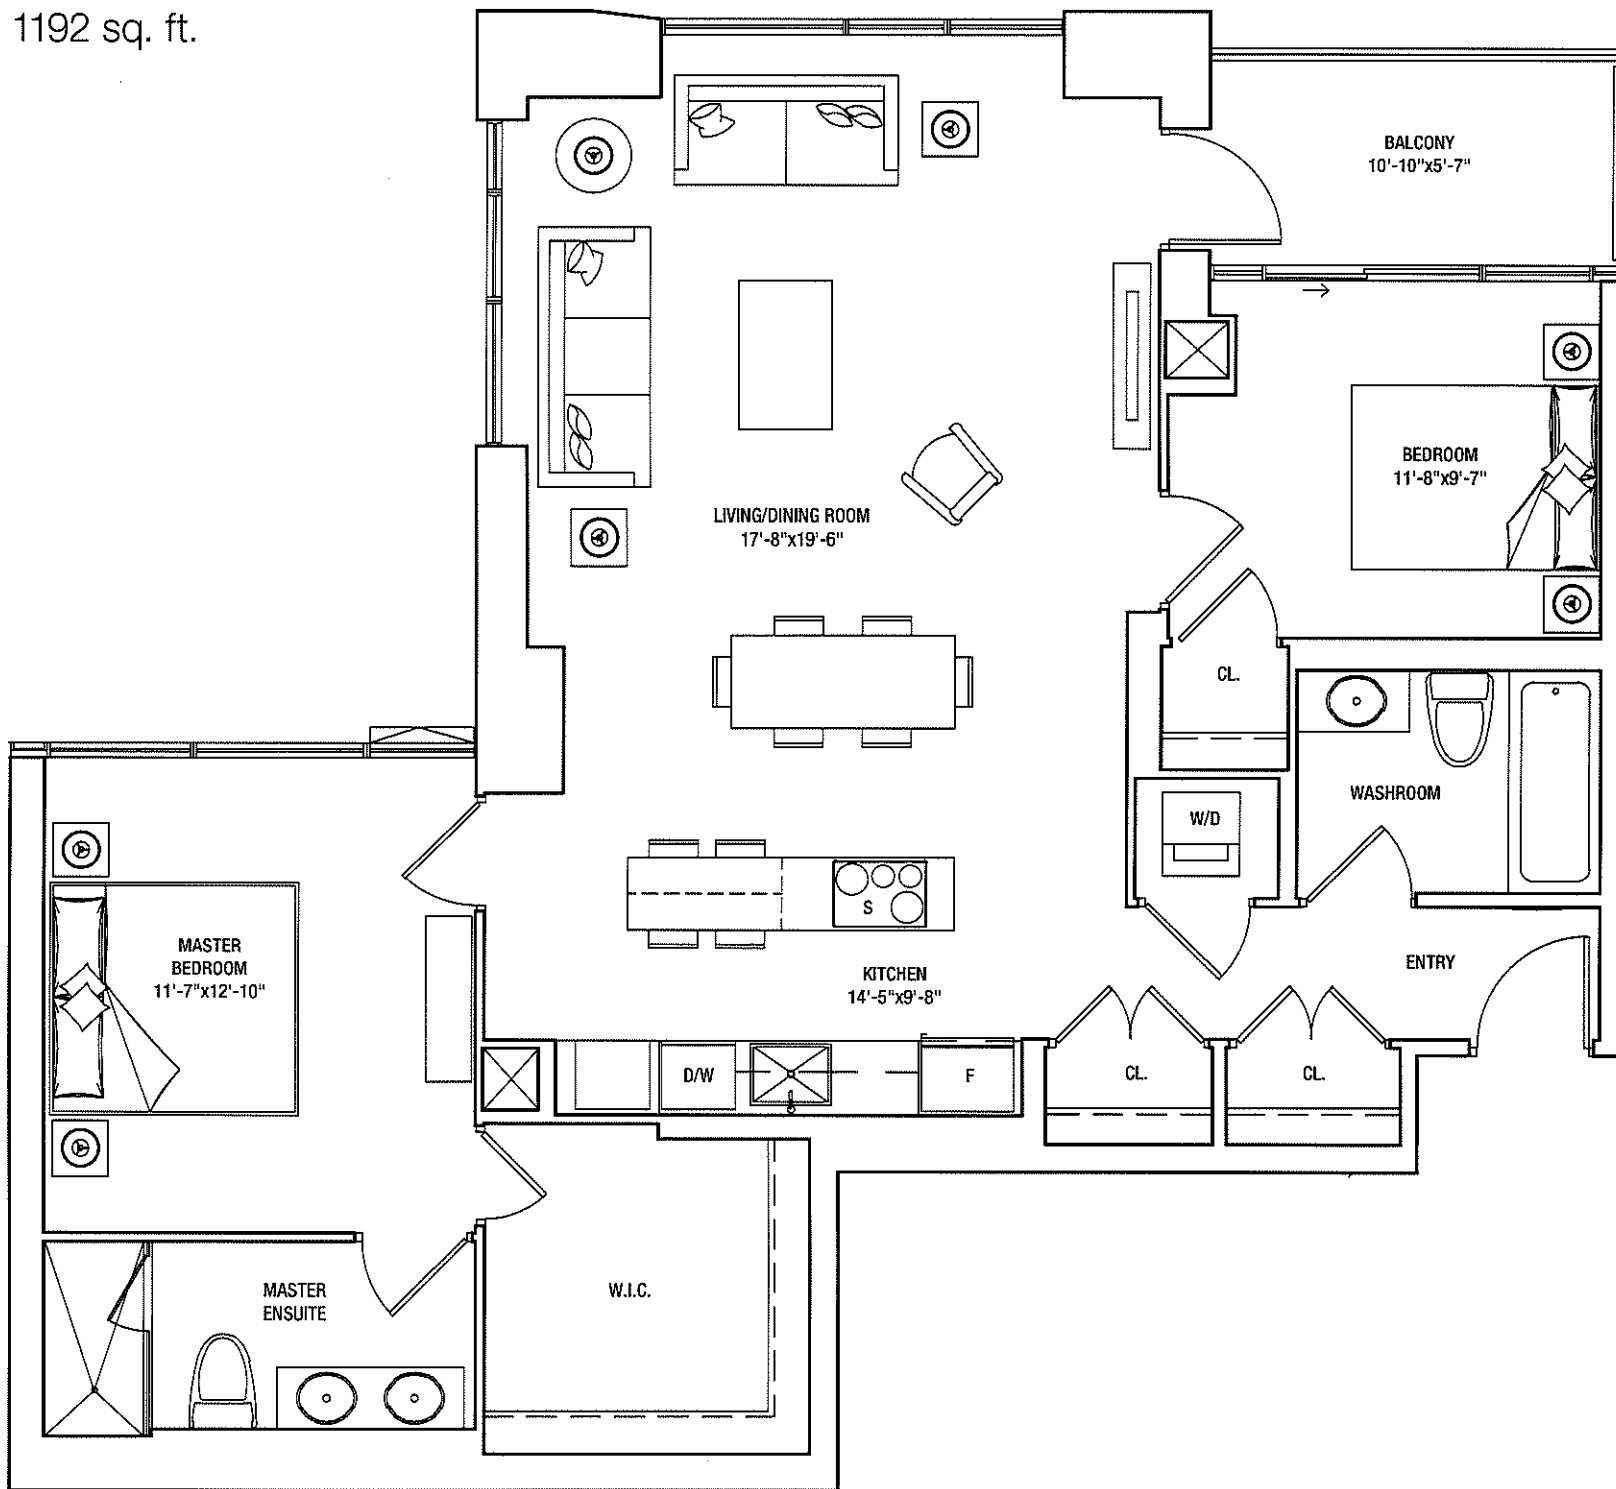 1192 sq. ft.
BALCONY
10'-10"x5'-7"
BEDROOM
11'-8"x9'-7"
LIVING/DINING ROOM
17'-8"x19'-6"
CL.
WASHROOM
W/D
S
MASTER
BEDROOM
11'-7"x12'-10"
KITCHEN
14'-5"x9'-8"
ENTRY
D/W
F
CL.
CL.
MASTER
ENSUITE
W.I.C.